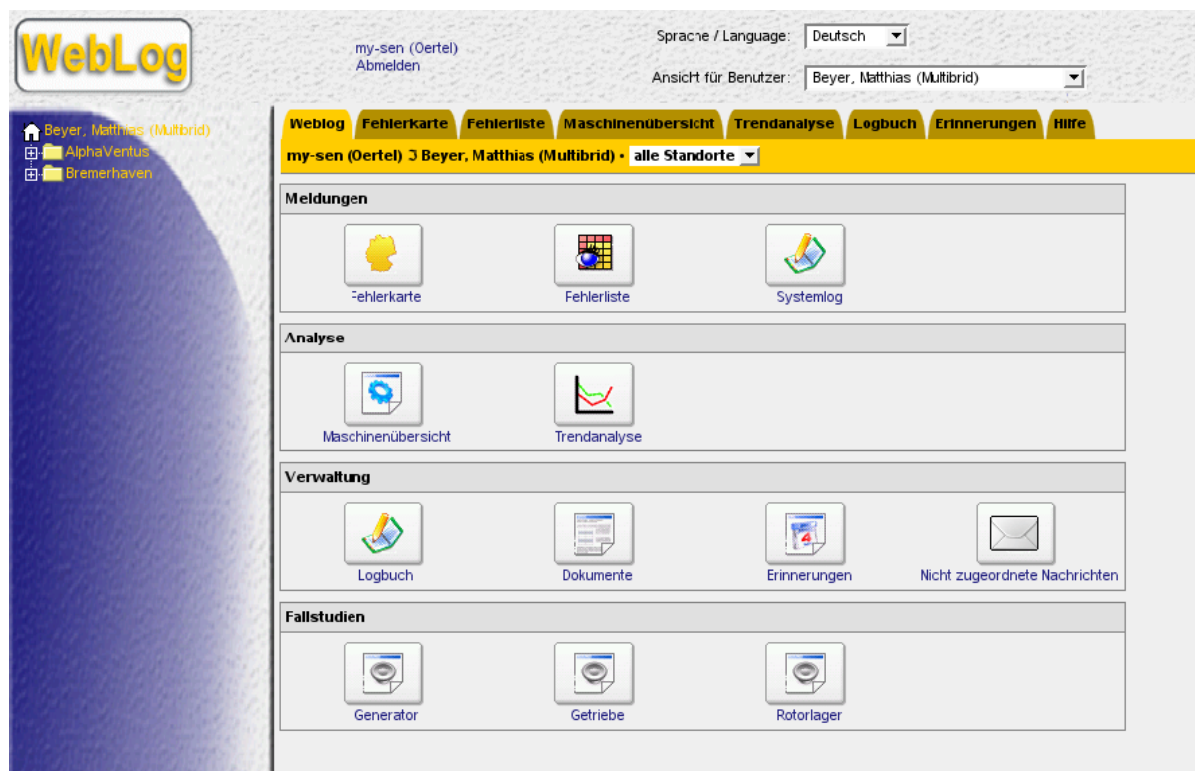 WebLog
my-sen (Oertel)
Abmelden
Sprache / Language: Deutsch
Ansicht für Benutzer: Beyer, Matthias (Multibrid)
Beyer, Matthias (Multibrid)
AlphaVentus
Bremerhaven
Weblog Fehlerkarte Fehlerliste Maschinenübersicht Trendanalyse Logbuch Erinnerungen Hilfe
my-sen (Oertel) Beyer, Matthias (Multibrid) • alle Standorte
Meldungen
Fehlerkarte Fehlerliste Systemlog
Analyse
Maschinenübersicht Trendanalyse
Verwaltung
4
Logbuch Dokumente Erinnerungen Nicht zugeordnete Nachrichten
Fallstudien
Generator Getriebe Rotorlager